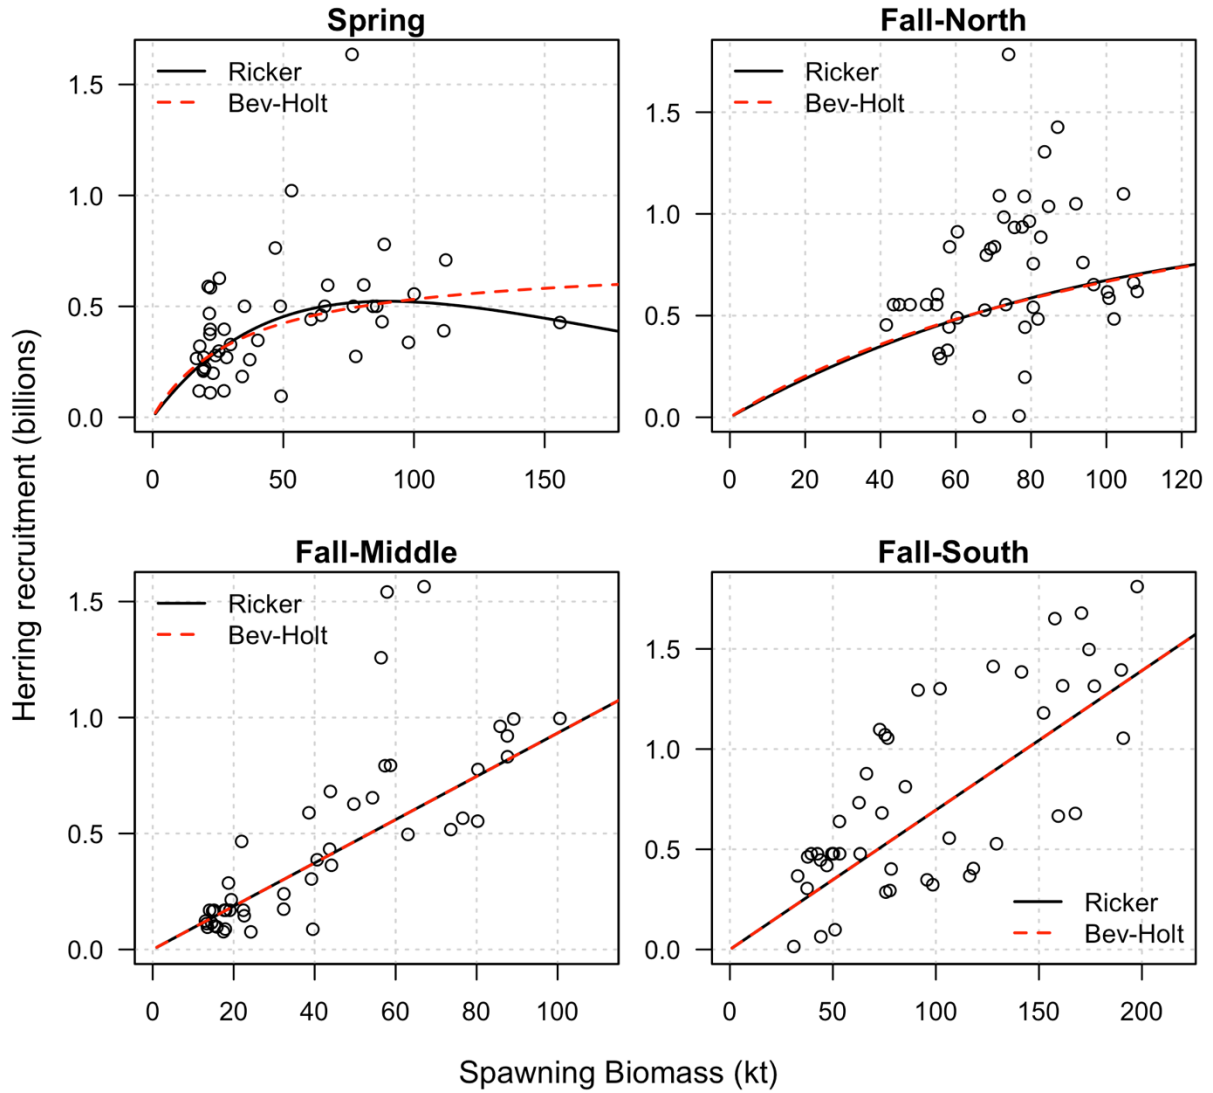 Spring
Ricker
Bev-Holt
1.5
1.0
0.5
0.0
0 50 100 150
Fall-North
Ricker
Bev-Holt
1.5
1.0
0.5
0.0
0 20 40 60 80 100 120
Herring recruitment (billions)
Fall-Middle
Ricker
Bev-Holt
1.5
1.0
0.5
0.0
0 20 40 60 80 100
Fall-South
1.5
1.0
0.5
0.0
Ricker
Bev-Holt
0 50 100 150 200
Spawning Biomass (kt)